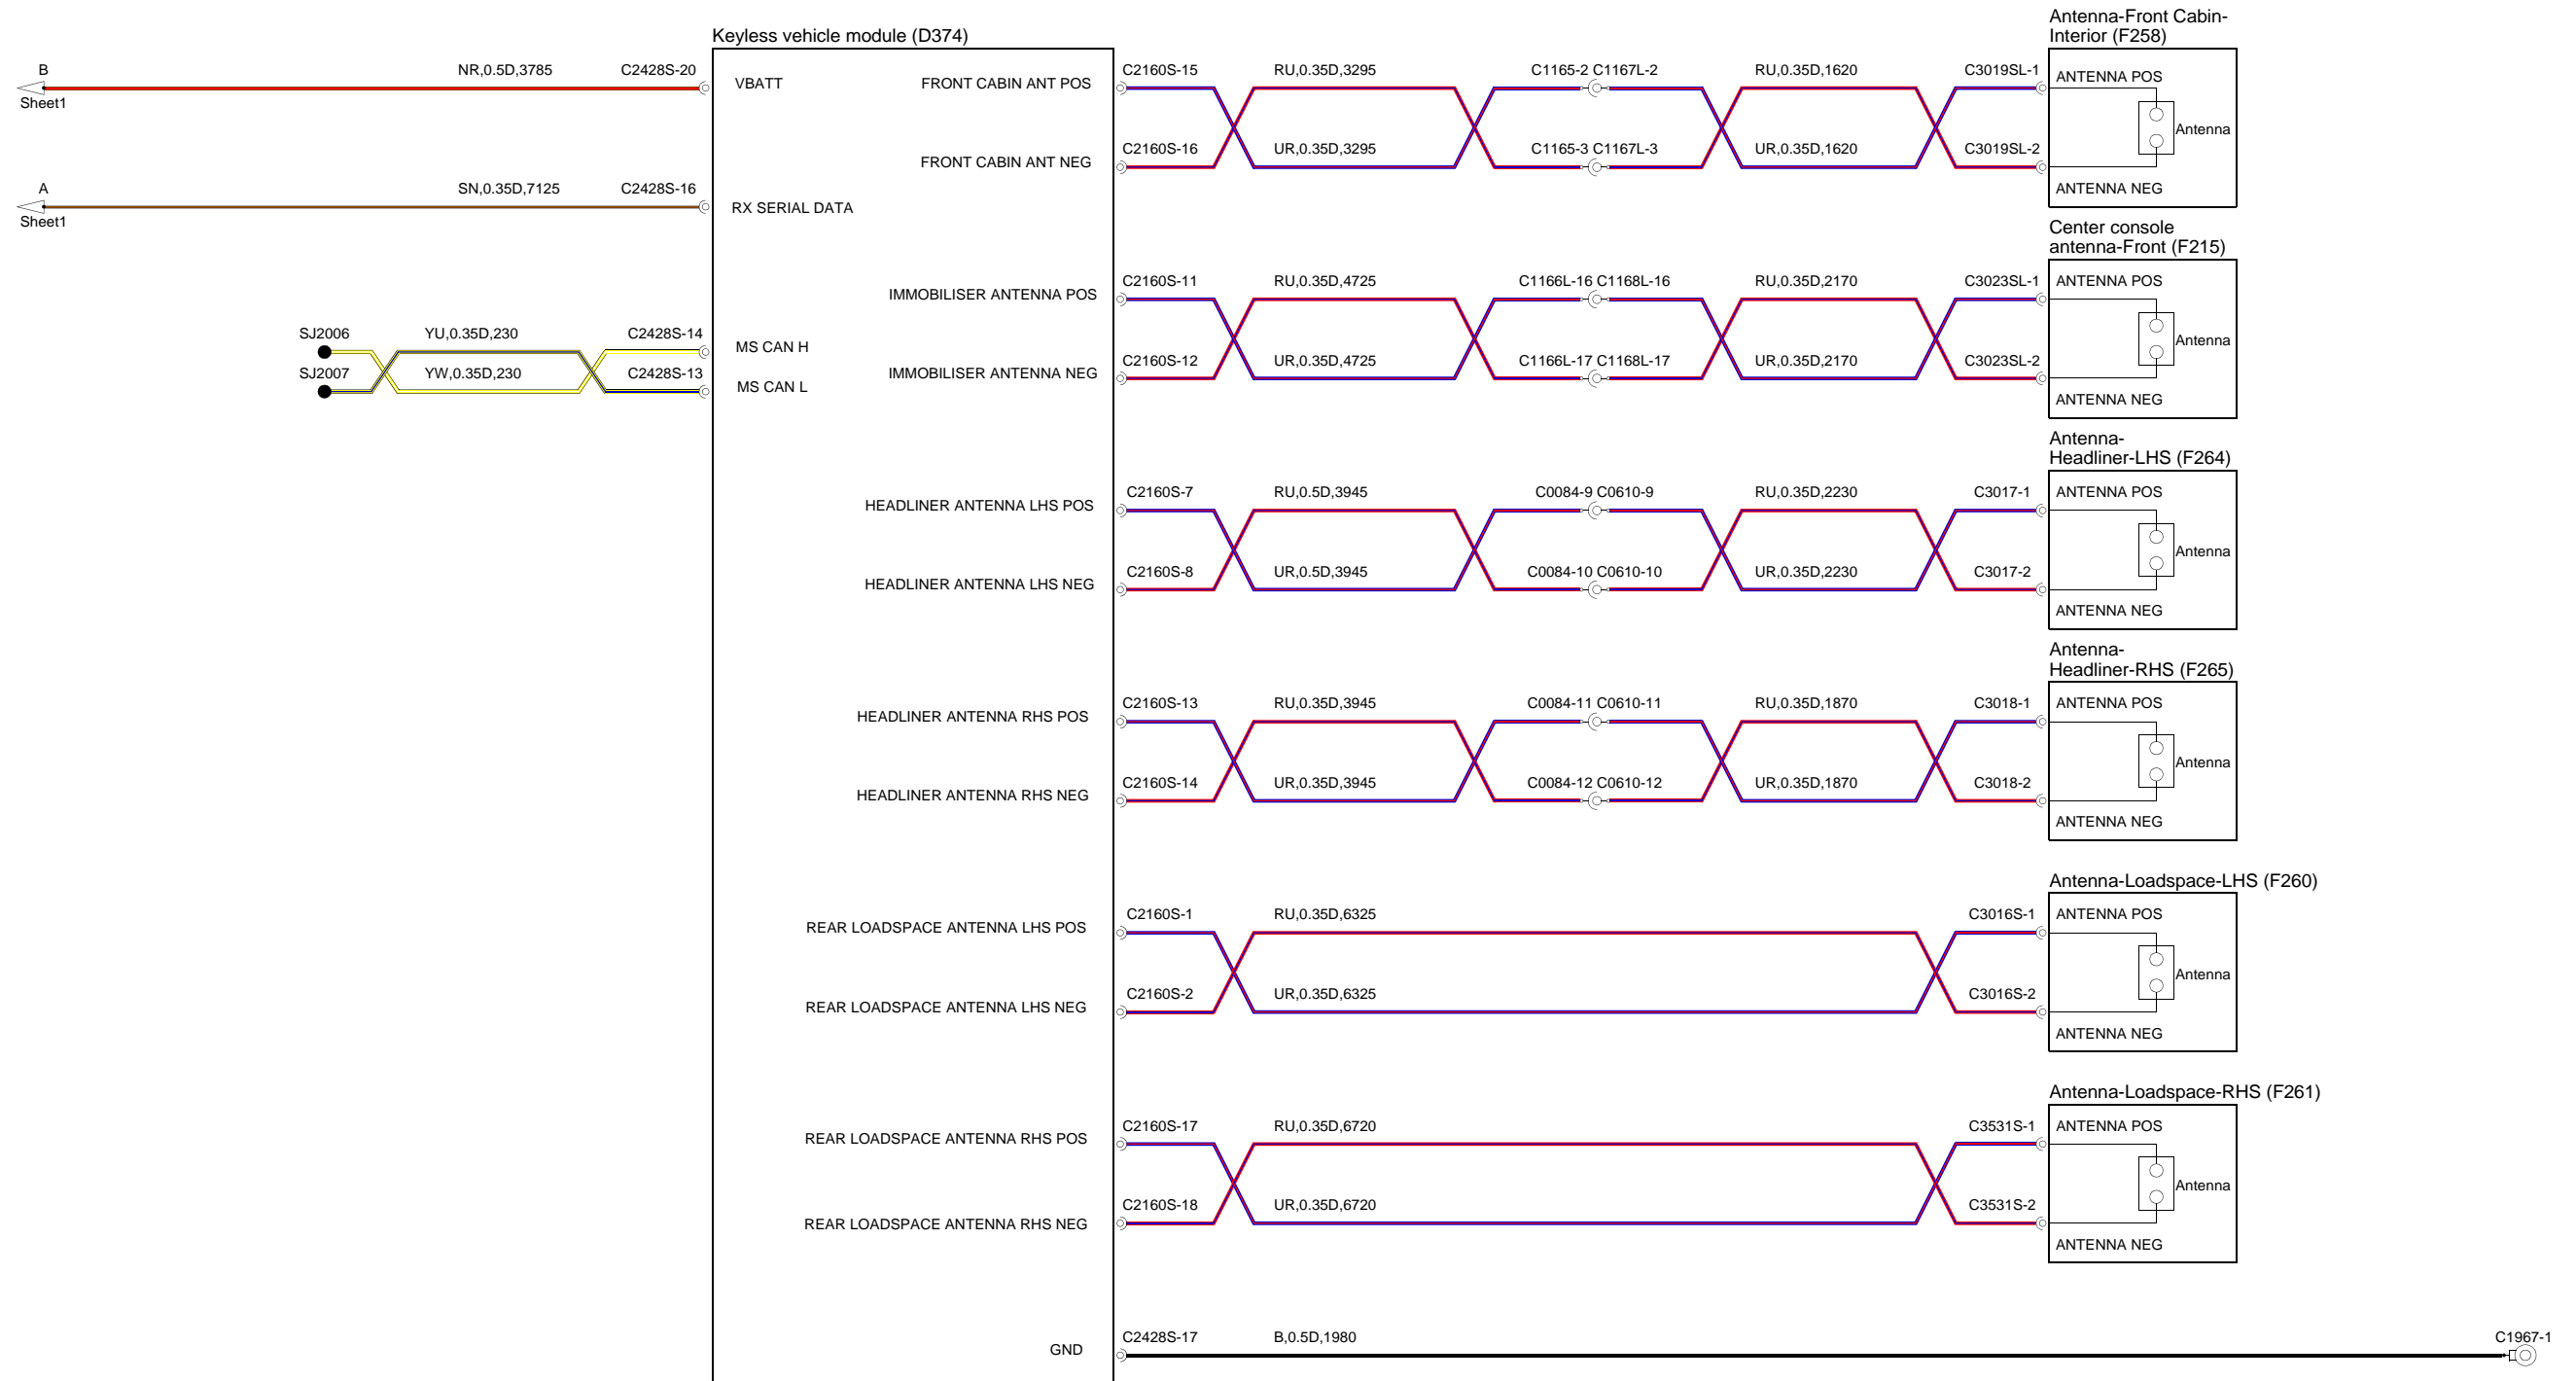 Keyless vehicle module (D374)
B
Sheet1
NR,0.5D,3785
C2428S-20
VBATT
A
Sheet1
SN,0.35D,7125
C2428S-16
RX SERIAL DATA
SJ2006
YU,0.35D,230
C2428S-14
MS CAN H
SJ2007
YW,0.35D,230
C2428S-13
MS CAN L
FRONT CABIN ANT POS
C2160S-15
RU,0.35D,3295
C1165-2 C1167L-2
RU,0.35D,1620
C3019SL-1
FRONT CABIN ANT NEG
C2160S-16
UR,0.35D,3295
C1165-3 C1167L-3
UR,0.35D,1620
C3019SL-2
Antenna-Front Cabin-
Interior (F258)
ANTENNA POS
Antenna
ANTENNA NEG
IMMOBILISER ANTENNA POS
C2160S-11
RU,0.35D,4725
C1166L-16 C1168L-16
RU,0.35D,2170
C3023SL-1
IMMOBILISER ANTENNA NEG
C2160S-12
UR,0.35D,4725
C1166L-17 C1168L-17
UR,0.35D,2170
C3023SL-2
Center console
antenna-Front (F215)
ANTENNA POS
Antenna
ANTENNA NEG
HEADLINER ANTENNA LHS POS
C2160S-7
RU,0.5D,3945
C0084-9 C0610-9
RU,0.35D,2230
C3017-1
HEADLINER ANTENNA LHS NEG
C2160S-8
UR,0.5D,3945
C0084-10 C0610-10
UR,0.35D,2230
C3017-2
Antenna-
Headliner-LHS (F264)
ANTENNA POS
Antenna
ANTENNA NEG
HEADLINER ANTENNA RHS POS
C2160S-13
RU,0.35D,3945
C0084-11 C0610-11
RU,0.35D,1870
C3018-1
HEADLINER ANTENNA RHS NEG
C2160S-14
UR,0.35D,3945
C0084-12 C0610-12
UR,0.35D,1870
C3018-2
Antenna-
Headliner-RHS (F265)
ANTENNA POS
Antenna
ANTENNA NEG
REAR LOADSPACE ANTENNA LHS POS
C2160S-1
RU,0.35D,6325
C3016S-1
REAR LOADSPACE ANTENNA LHS NEG
C2160S-2
UR,0.35D,6325
C3016S-2
Antenna-Loadspace-LHS (F260)
ANTENNA POS
Antenna
ANTENNA NEG
REAR LOADSPACE ANTENNA RHS POS
C2160S-17
RU,0.35D,6720
C3531S-1
REAR LOADSPACE ANTENNA RHS NEG
C2160S-18
UR,0.35D,6720
C3531S-2
Antenna-Loadspace-RHS (F261)
ANTENNA POS
Antenna
ANTENNA NEG
GND
C2428S-17
B,0.5D,1980
C1967-1